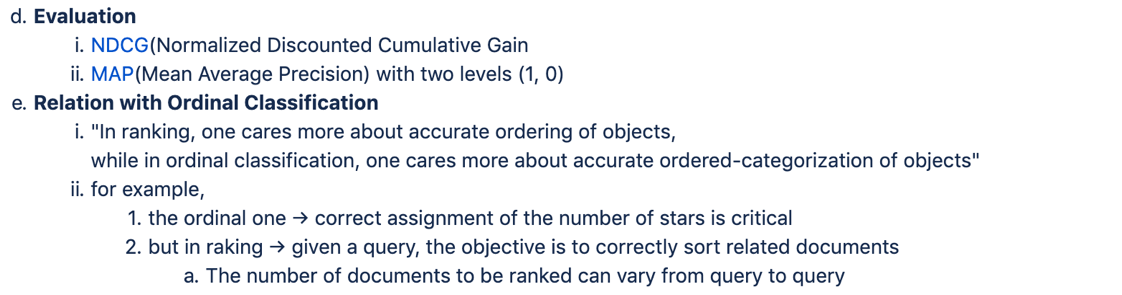 d. Evaluation
i. NDCG(Normalized Discounted Cumulative Gain
ii. MAP(Mean Average Precision) with two levels (1, 0)
e. Relation with Ordinal Classification
i. "In ranking, one cares more about accurate ordering of objects,
while in ordinal classification, one cares more about accurate ordered-categorization of objects"
ii. for example,
1. the ordinal one → correct assignment of the number of stars is critical
2. but in raking → given a query, the objective is to correctly sort related documents
a. The number of documents to be ranked can vary from query to query